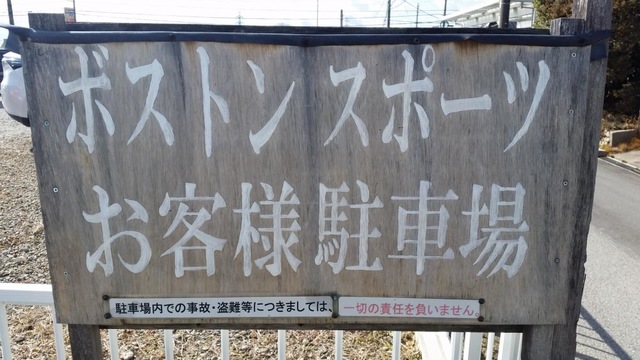 ボストンスポーツ
お客様駐車場
駐車場内での事故・盗難等につきましては、一切の責任を負いません。